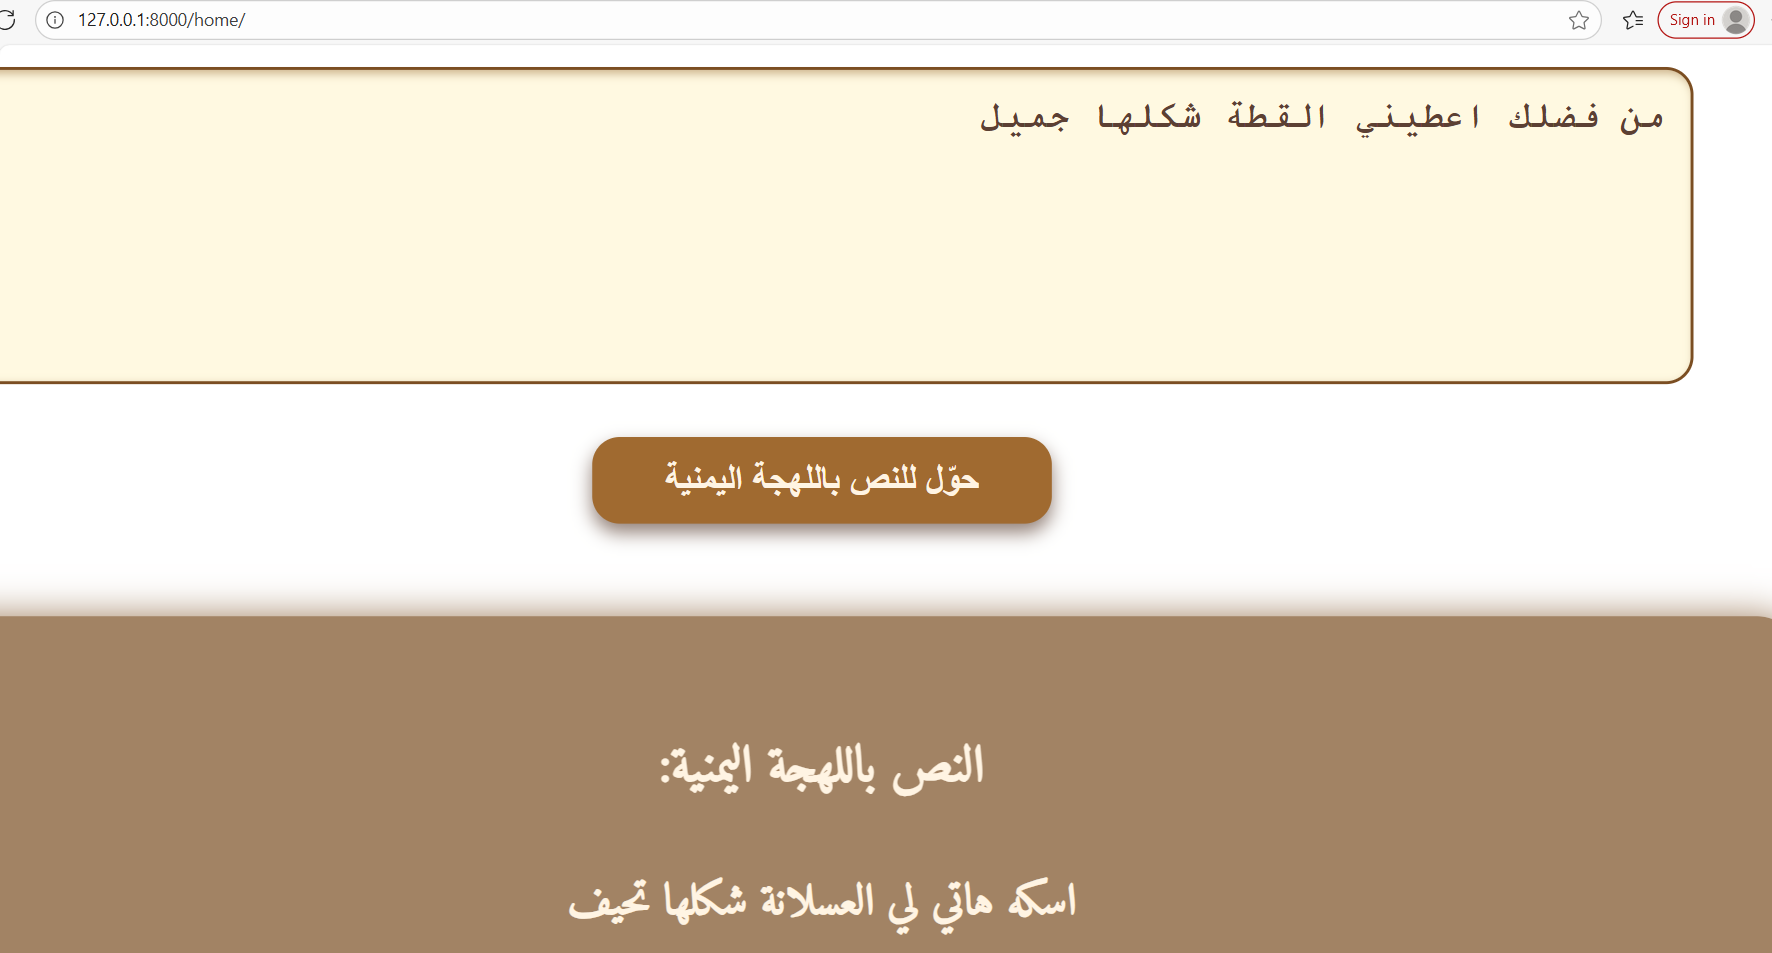 127.0.0.1:8000/home/
Sign in
من فضلك اعطيني القطة شكلها جميل
حوّل للنص باللهجة اليمنية
النص باللهجة اليمنية:
اسكه هاتي لي العسلانة شكلها تحيف